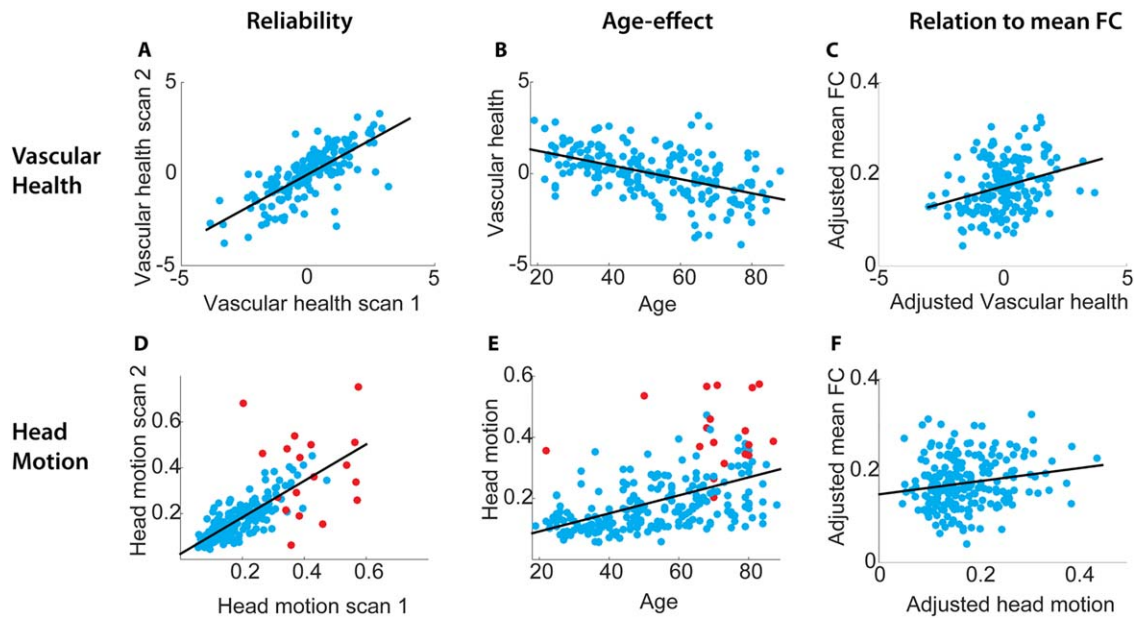 Reliability
Age-effect
Relation to mean FC
Vascular
Health
A
Vascular health scan 2
5
0
-5
-5
0
5
Vascular health scan 1
B
Vascular health
5
0
-5
20
40
60
80
Age
C
Adjusted mean FC
0.4
0.2
0
-5
0
5
Adjusted Vascular health
Head
Motion
D
Head motion scan 2
0.6
0.4
0.2
0.2
0.4
0.6
Head motion scan 1
E
Head motion
0.6
0.4
0.2
20
40
60
80
Age
F
Adjusted mean FC
0.4
0.2
0
0
0.2
0.4
Adjusted head motion